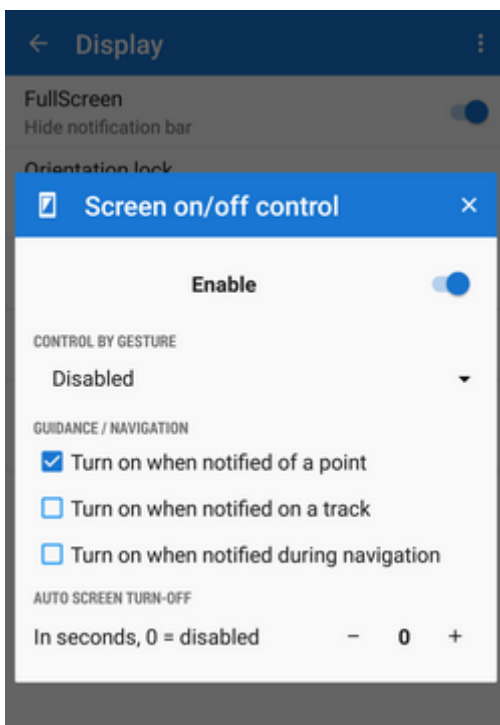 Display
FullScreen
Hide notification bar
Orientation lock
Screen on/off control
Enable
CONTROL BY GESTURE
Disabled
GUIDANCE / NAVIGATION
Turn on when notified of a point
Turn on when notified on a track
Turn on when notified during navigation
AUTO SCREEN TURN-OFF
In seconds, 0 = disabled − 0 +